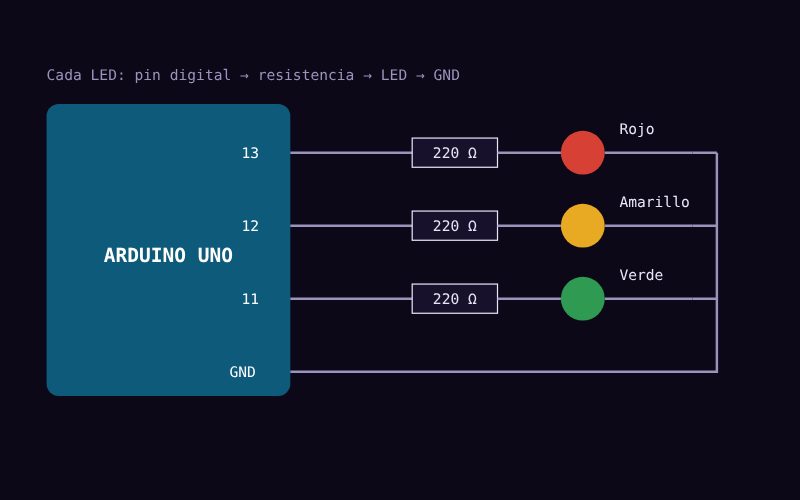 Cada LED: pin digital → resistencia → LED → GND
Rojo
13
220 Ω
Amarillo
12
220 Ω
ARDUINO UNO
Verde
11
220 Ω
GND